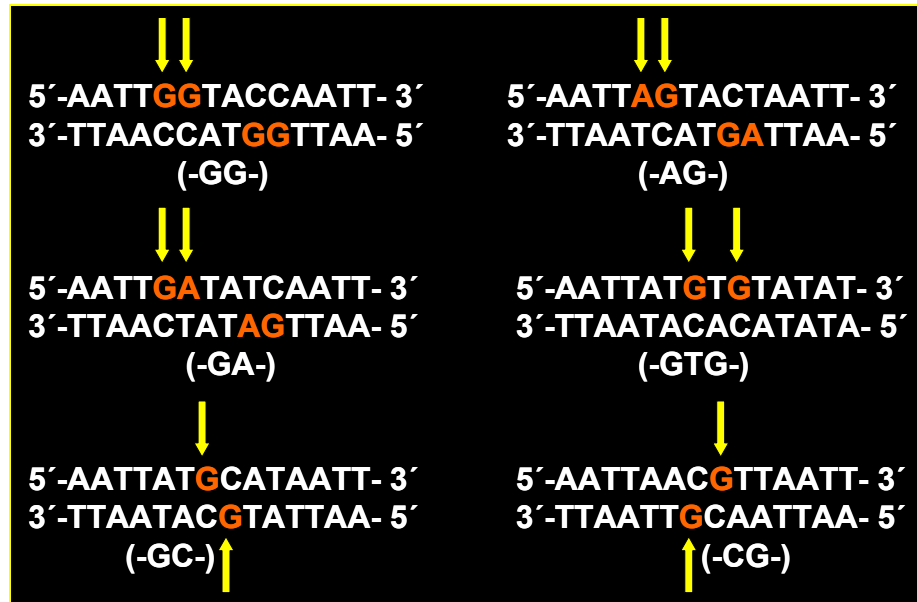 5´-AATTGGTACCAATT- 3´
3´-TTAACCATGGTTAA- 5´
(-GG-)
5´-AATTAGTACTAATT- 3´
3´-TTAATCATGATTAA- 5´
(-AG-)
5´-AATTGATATCAATT- 3´
3´-TTAACTATAGTTAA- 5´
(-GA-)
5´-AATTATGTGTATAT- 3´
3´-TTAATACACATATA- 5´
(-GTG-)
5´-AATTATGCATAATT- 3´
3´-TTAATACGTATTAA- 5´
(-GC-)
5´-AATTAACGTTAATT- 3´
3´-TTAATTGCAATTAA- 5´
(-CG-)